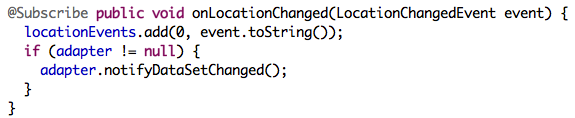 @Subscribe public void onLocationChanged(LocationChangedEvent event) {
  locationEvents.add(0, event.toString());
  if (adapter != null) {
    adapter.notifyDataSetChanged();
  }
}